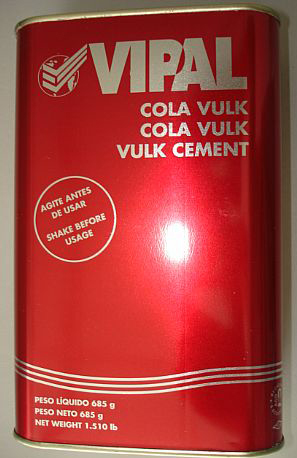 VIPAL
COLA VULK
COLA VULK
VULK CEMENT
AGITE ANTES
DE USAR
SHAKE BEFORE
USAGE
PESO LÍQUIDO 685 g
PESO NETO 685 g
NET WEIGHT 1.510 lb